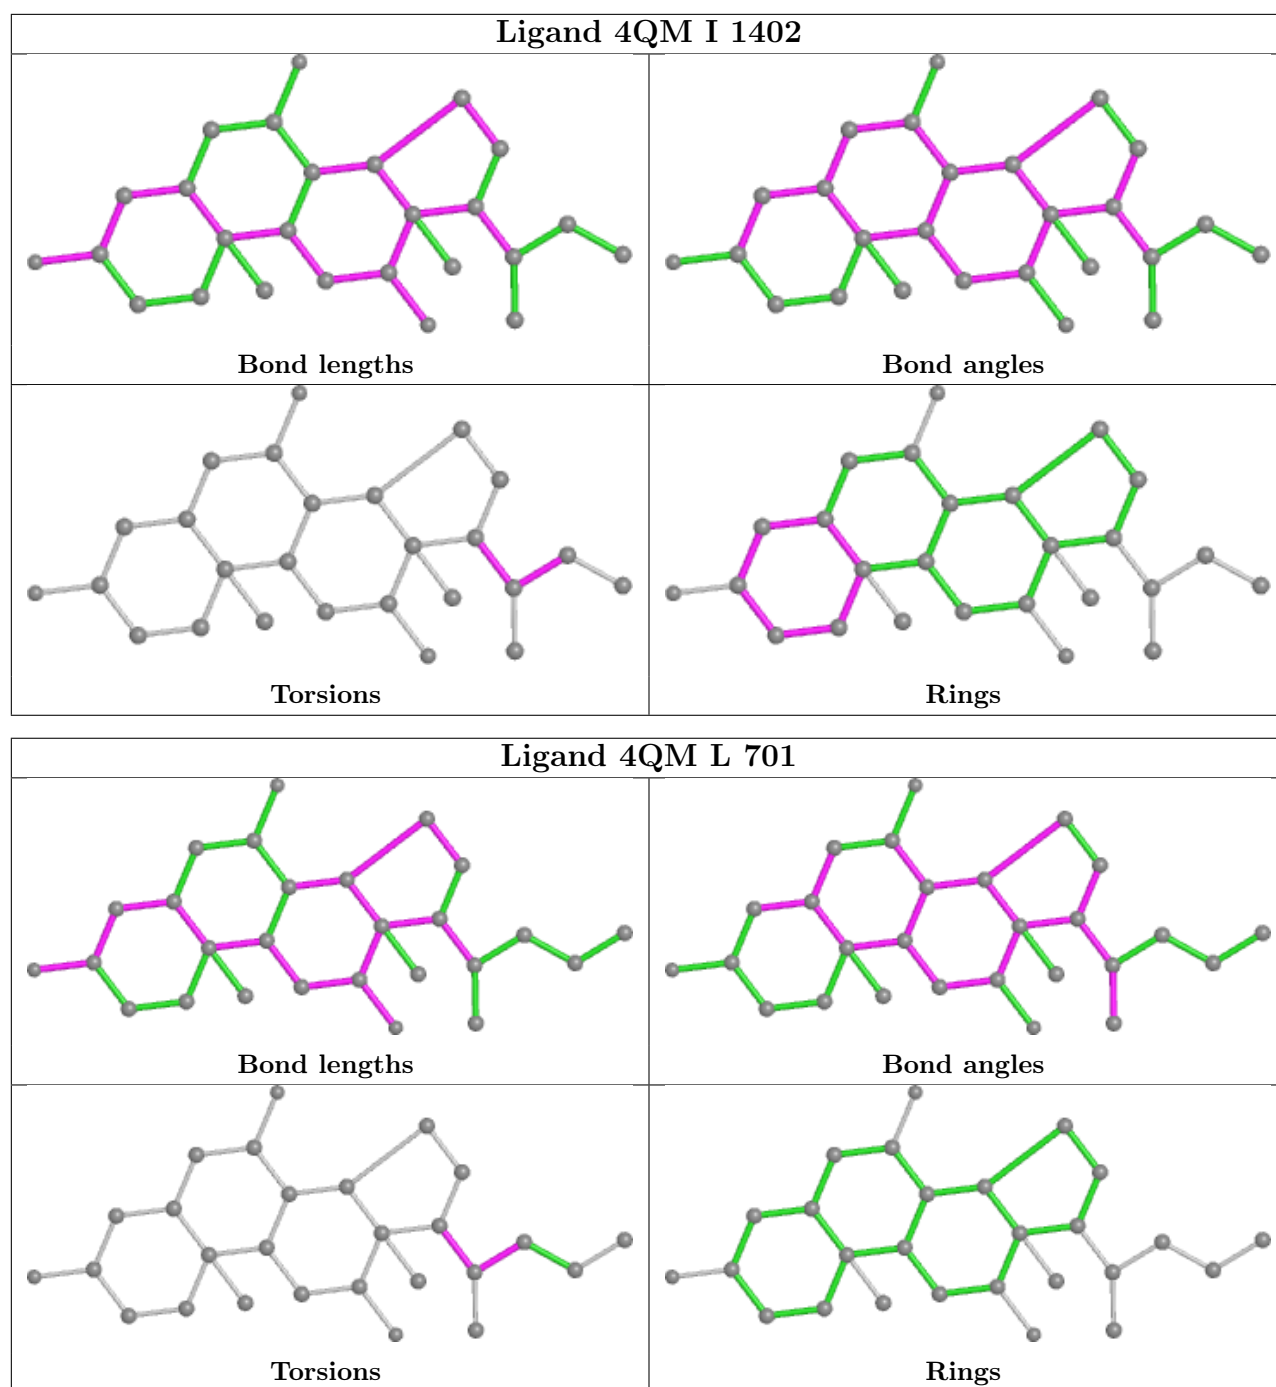 Ligand 4QM I 1402
Bond lengths
Bond angles
Torsions
Rings
Ligand 4QM L 701
Bond lengths
Bond angles
Torsions
Rings